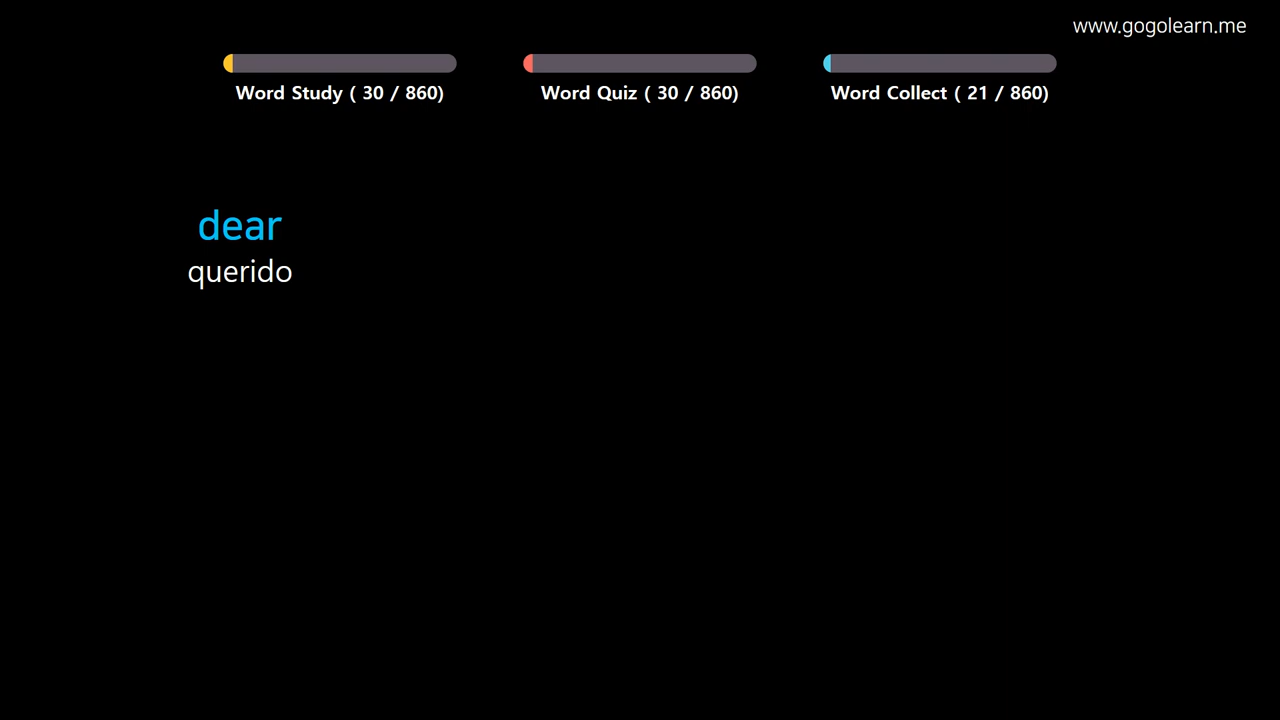 www.gogolearn.me
Word Study ( 30 / 860)
Word Quiz ( 30 / 860)
Word Collect ( 21 / 860)
dear
querido